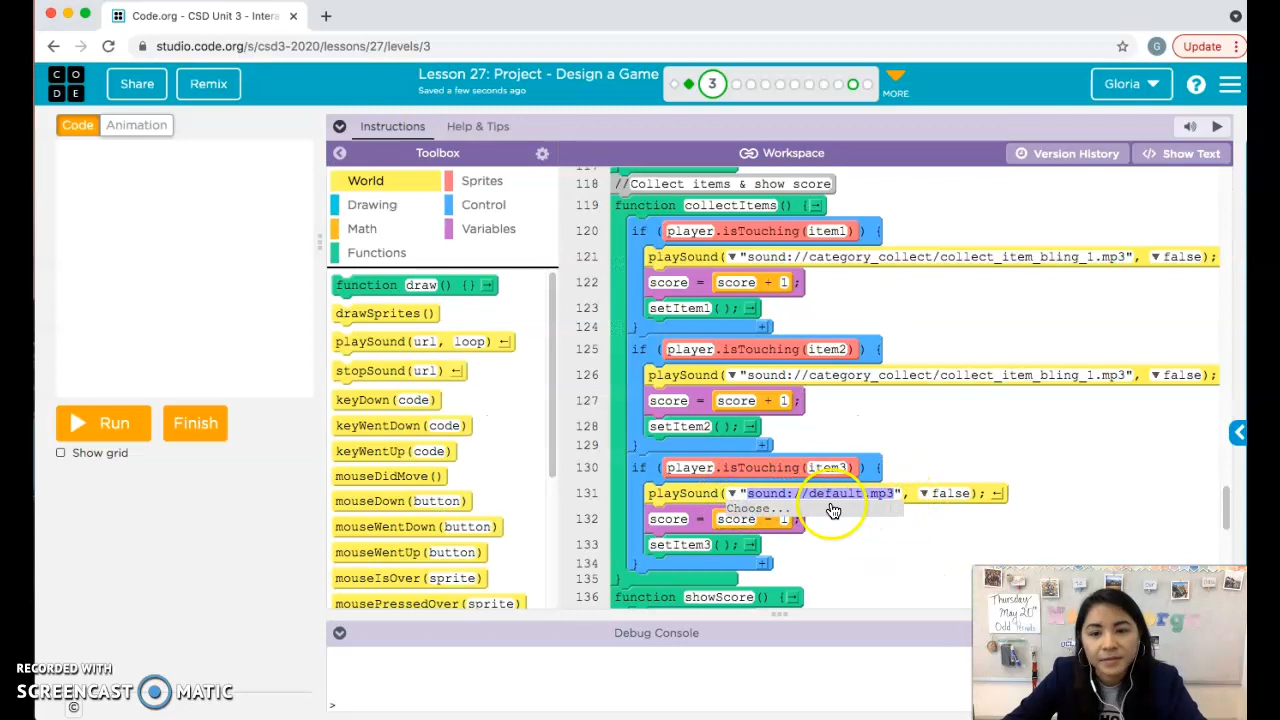 Code.org - CSD Unit 3 - Intera
studio.code.org/s/csd3-2020/lessons/27/levels/3
G
Update
CODE
Share
Remix
Lesson 27: Project - Design a Game
Saved a few seconds ago
3
MORE
Gloria
?
Code
Animation
Instructions
Help & Tips
Toolbox
Workspace
Version History
Show Text
World
Sprites
Drawing
Control
Math
Variables
Functions
function draw() {}
drawSprites()
playSound(url, loop)
stopSound(url)
keyDown(code)
keyWentDown(code)
keyWentUp(code)
mouseDidMove()
mouseDown(button)
mouseWentDown(button)
mouseWentUp(button)
mouseIsOver(sprite)
mousePressedOver(sprite)
118 //Collect items & show score
119 function collectItems() {
120 if (player.isTouching(item1)) {
121 playSound("sound://category_collect/collect_item_bling_1.mp3", false);
122 score = score + 1;
123 setItem1();
124 }
125 if (player.isTouching(item2)) {
126 playSound("sound://category_collect/collect_item_bling_1.mp3", false);
127 score = score + 1;
128 setItem2();
129 }
130 if (player.isTouching(item3)) {
131 playSound("sound://default.mp3", false);
Choose...
132 score = score - 1;
133 setItem3();
134 }
135 }
136 function showScore() {
Run
Finish
Show grid
Debug Console
>
Thursday
May 20th
Odd Periods
RECORDED WITH
SCREENCAST MATIC
©